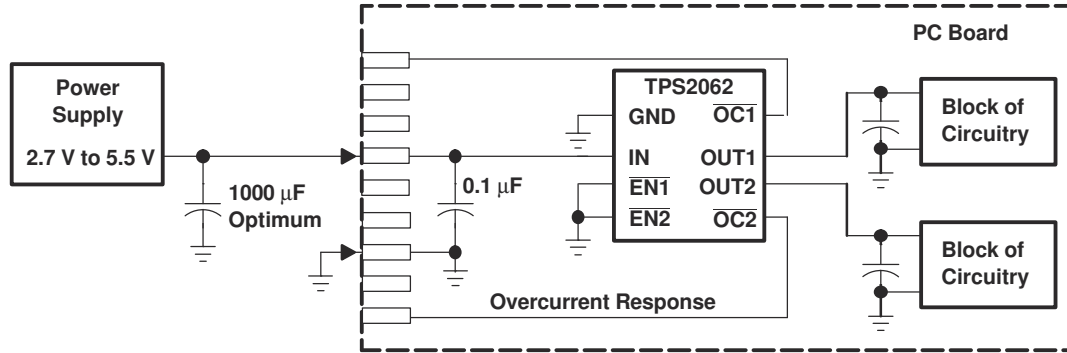 PC Board
Power
Supply
2.7 V to 5.5 V
1000 μF
Optimum
0.1 μF
TPS2062
GND
IN
EN1
EN2
OC1
OUT1
OUT2
OC2
Block of
Circuitry
Block of
Circuitry
Overcurrent Response